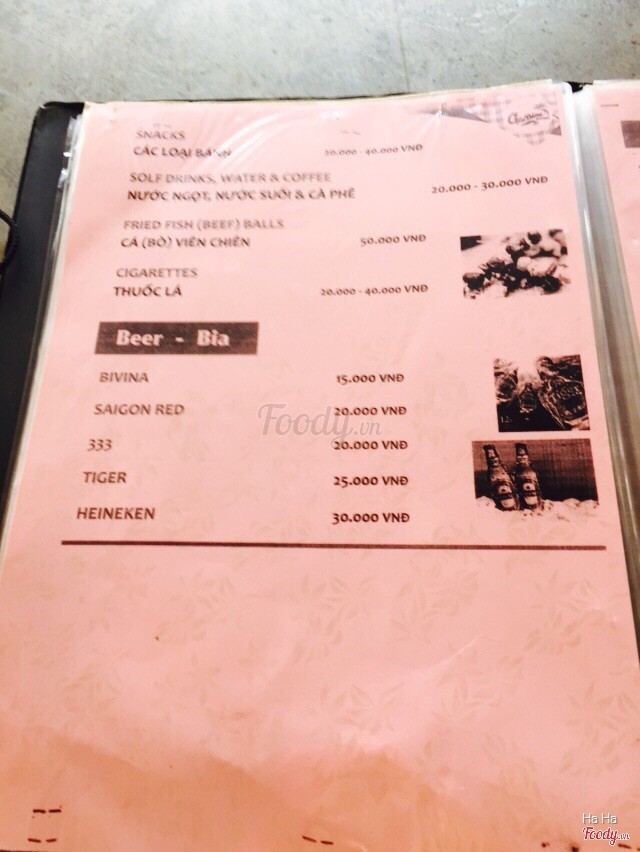 SNACKS
CÁC LOẠI BÁNH 20.000 - 40.000 VNĐ
SOLF DRINKS, WATER & COFFEE
NƯỚC NGỌT, NƯỚC SUỐI & CÀ PHÊ 20.000 - 30.000 VNĐ
FRIED FISH (BEEF) BALLS
CÁ (BÒ) VIÊN CHIÊN 50.000 VNĐ
CIGARETTES
THUỐC LÁ 20.000 - 40.000 VNĐ
Beer - Bia
BIVINA 15.000 VNĐ
SAIGON RED 20.000 VNĐ
Foody.vn
333 20.000 VNĐ
TIGER 25.000 VNĐ
HEINEKEN 30.000 VNĐ
Ha Ha
Foody.vn